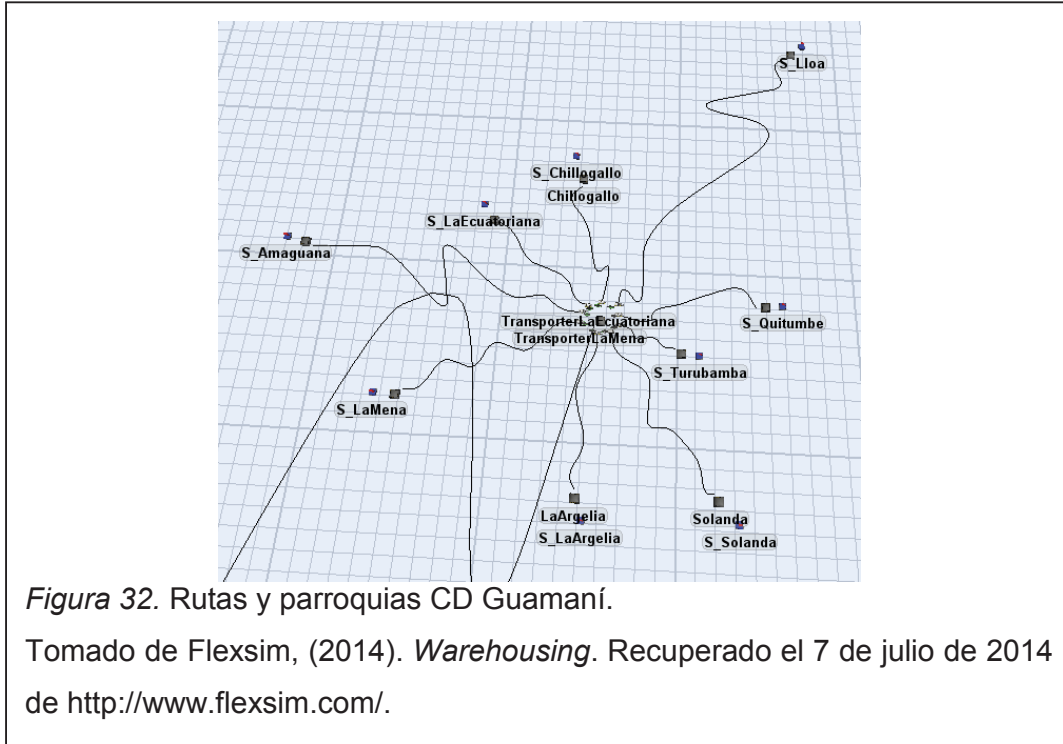 S_Lloa
S_Chillogallo
Chillogallo
S_LaEcuatoriana
S_Amaguana
TransporterLaEcuatoriana
S_Quitumbe
TransporterLaMena
S_Turubamba
S_LaMena
LaArgelia
Solanda
S_LaArgelia
S_Solanda
Figura 32. Rutas y parroquias CD Guamaní.
Tomado de Flexsim, (2014). Warehousing. Recuperado el 7 de julio de 2014
de http://www.flexsim.com/.